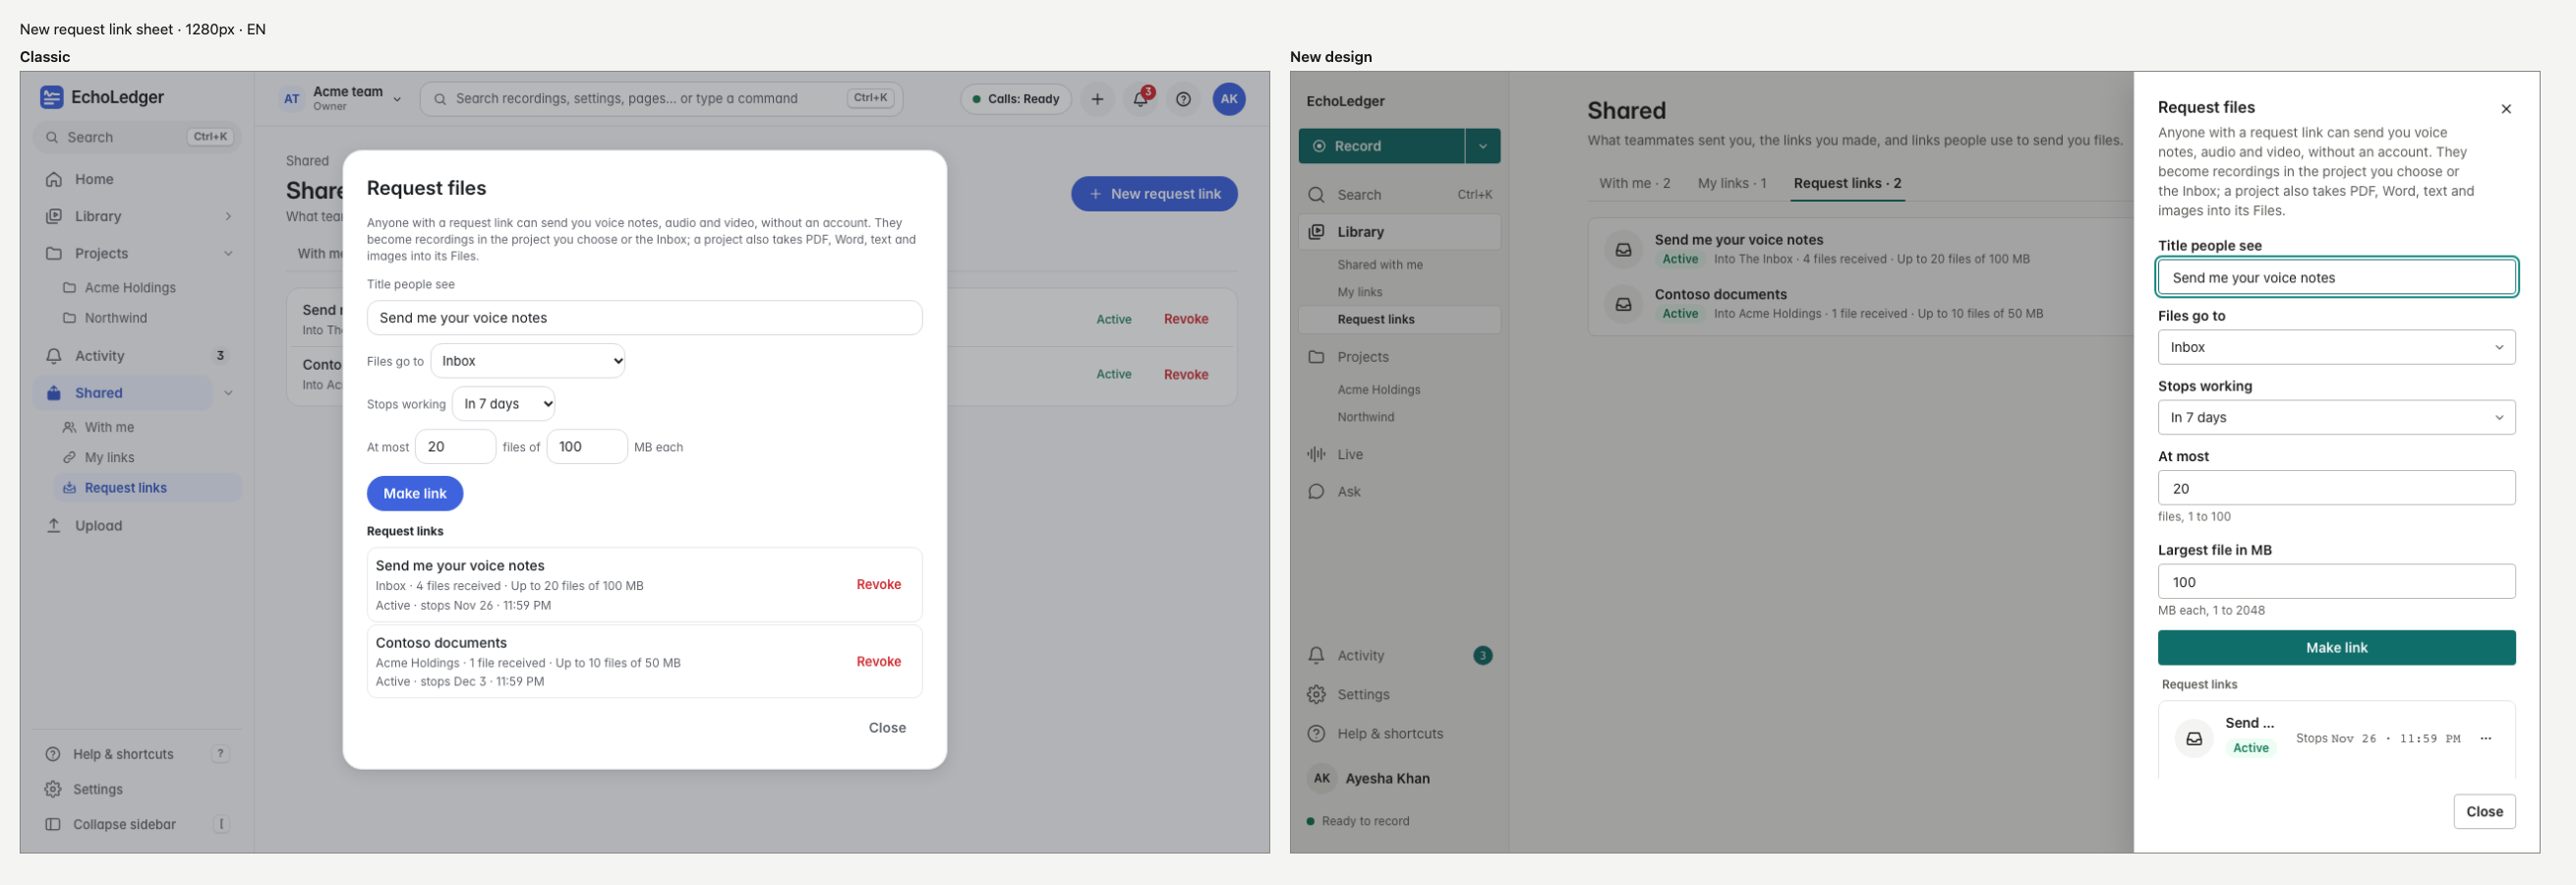 New request link sheet · 1280px · EN
Classic
EchoLedger
Search Ctrl+K
Home
Library
Projects
Acme Holdings
Northwind
Activity 3
Shared
With me
My links
Request links
Upload
Help & shortcuts ?
Settings
Collapse sidebar [
AT Acme team
Owner
Search recordings, settings, pages... or type a command Ctrl+K
Calls: Ready
3
AK
Shared
Share
What tea
New request link
With m
Send r
Into Th
Active Revoke
Conto
Into Ac
Active Revoke
Request files
Anyone with a request link can send you voice notes, audio and video, without an account. They
become recordings in the project you choose or the Inbox; a project also takes PDF, Word, text and
images into its Files.
Title people see
Send me your voice notes
Files go to Inbox
Stops working In 7 days
At most 20 files of 100 MB each
Make link
Request links
Send me your voice notes
Inbox · 4 files received · Up to 20 files of 100 MB
Active · stops Nov 26 · 11:59 PM
Revoke
Contoso documents
Acme Holdings · 1 file received · Up to 10 files of 50 MB
Active · stops Dec 3 · 11:59 PM
Revoke
Close
New design
EchoLedger
Record
Search Ctrl+K
Library
Shared with me
My links
Request links
Projects
Acme Holdings
Northwind
Live
Ask
Activity 3
Settings
Help & shortcuts
AK Ayesha Khan
Ready to record
Shared
What teammates sent you, the links you made, and links people use to send you files.
With me · 2 My links · 1 Request links · 2
Send me your voice notes
Active Into The Inbox · 4 files received · Up to 20 files of 100 MB
Contoso documents
Active Into Acme Holdings · 1 file received · Up to 10 files of 50 MB
Request files
Anyone with a request link can send you voice
notes, audio and video, without an account. They
become recordings in the project you choose or
the Inbox; a project also takes PDF, Word, text and
images into its Files.
Title people see
Send me your voice notes
Files go to
Inbox
Stops working
In 7 days
At most
20
files, 1 to 100
Largest file in MB
100
MB each, 1 to 2048
Make link
Request links
Send ...
Active
Stops Nov 26 · 11:59 PM
Close